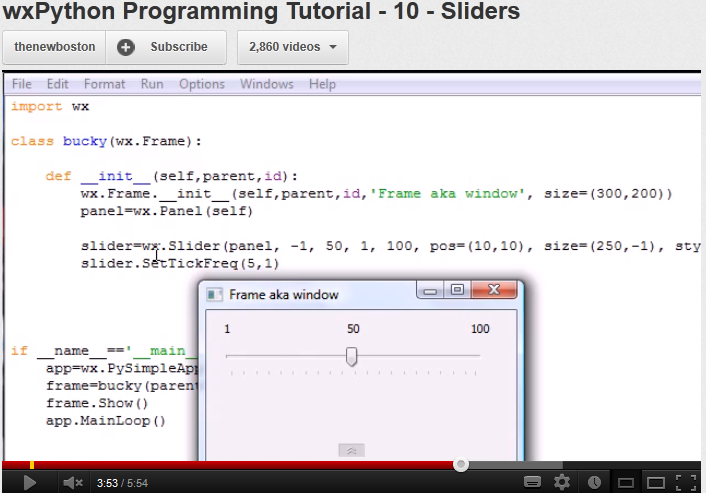 wxPython Programming Tutorial - 10 - Sliders
thenewboston Subscribe 2,860 videos
File Edit Format Run Options Windows Help
import wx
class bucky(wx.Frame):
def __init__(self,parent,id):
wx.Frame.__init__(self,parent,id,'Frame aka window', size=(300,200))
panel=wx.Panel(self)
slider=wx.Slider(panel, -1, 50, 1, 100, pos=(10,10), size=(250,-1), sty
slider.SetTickFreq(5,1)
Frame aka window
1 50 100
if __name__=='__main_
app=wx.PySimpleApp
frame=bucky(parent
frame.Show()
app.MainLoop()
3:53 / 5:54